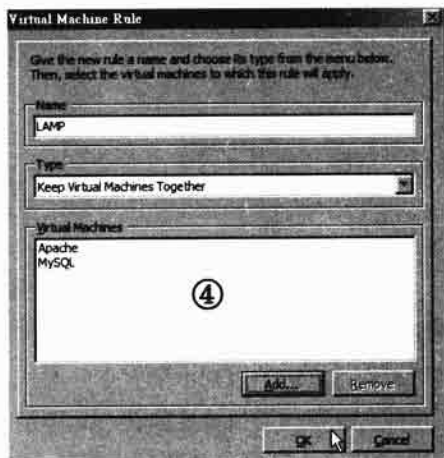 Virtual Machine Rule
Give the new rule a name and choose its type from the menu below.
Then, select the virtual machines to which this rule will apply.
Name
LAMP
Type
Keep Virtual Machines Together
Virtual Machines
Apache
MySQL
④
Add...
Remove
OK
Cancel